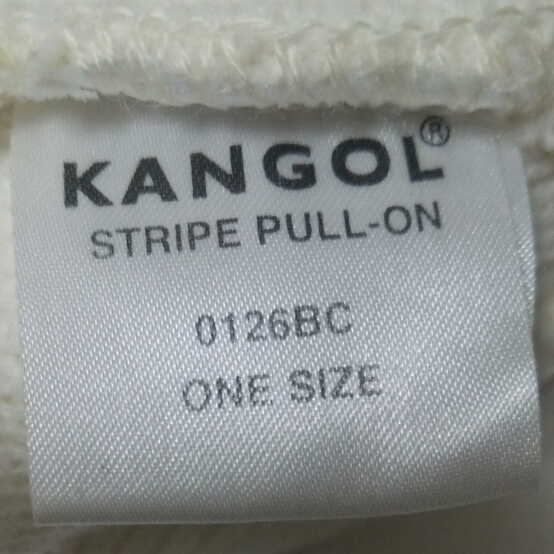 KANGOL®
STRIPE PULL-ON
0126BC
ONE SIZE